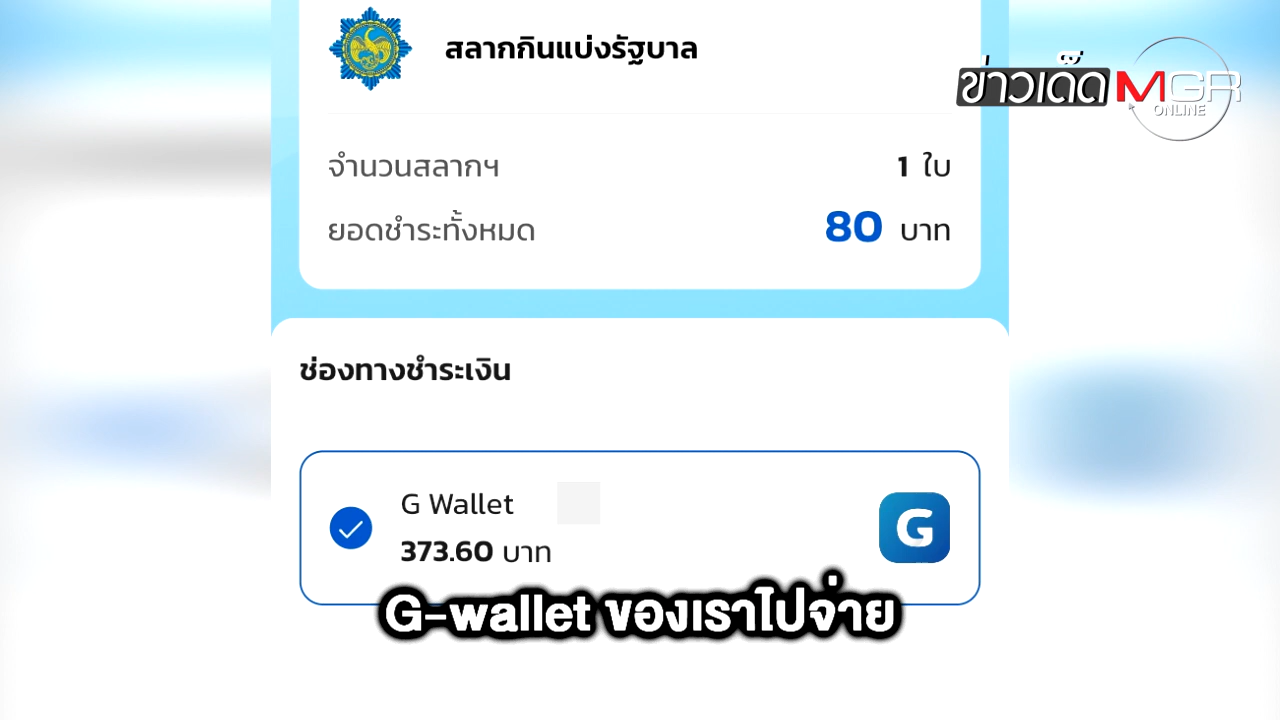 สลากกินแบ่งรัฐบาล
ข่าวเด็ด MGR ONLINE
จำนวนสลากฯ 1 ใบ
ยอดชำระทั้งหมด 80 บาท
ช่องทางชำระเงิน
G Wallet
373.60 บาท
G
G-wallet ของเราไปจ่าย